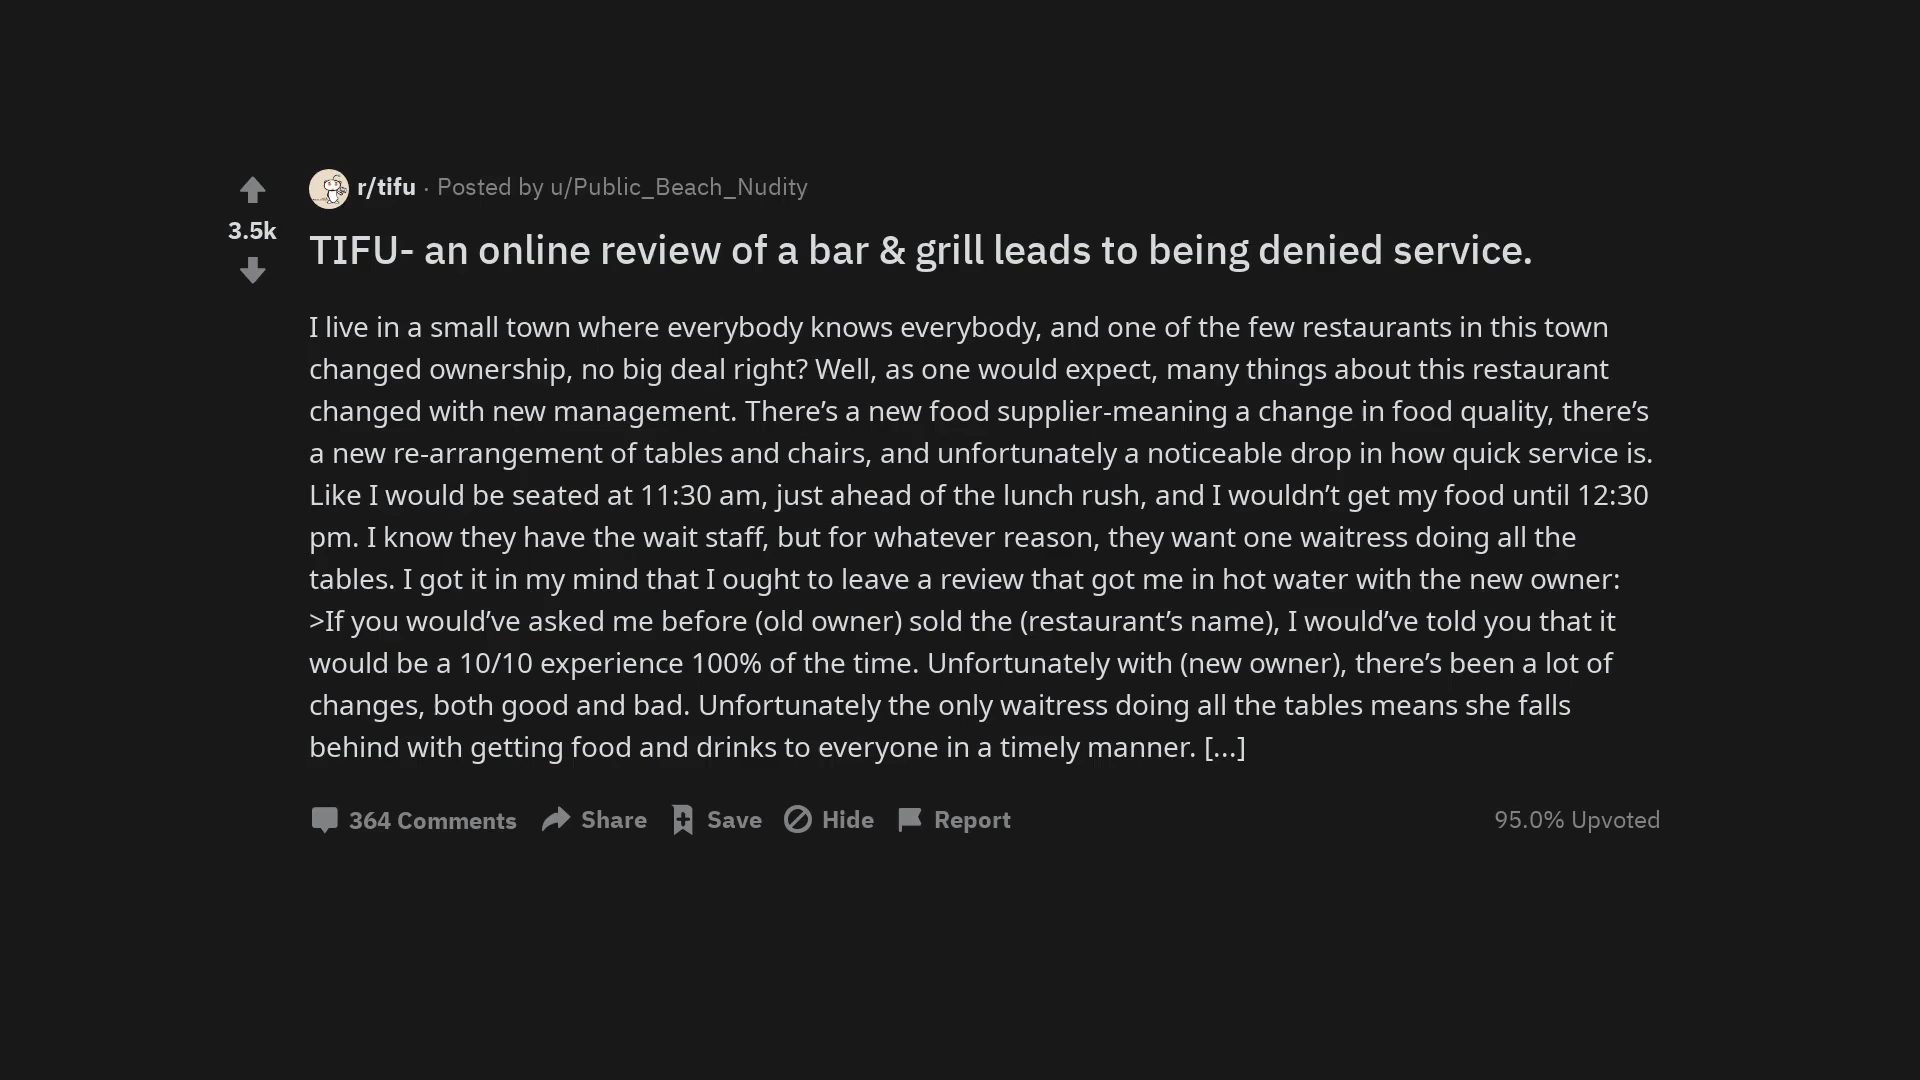 r/tifu · Posted by u/Public_Beach_Nudity
3.5k
TIFU- an online review of a bar & grill leads to being denied service.
I live in a small town where everybody knows everybody, and one of the few restaurants in this town
changed ownership, no big deal right? Well, as one would expect, many things about this restaurant
changed with new management. There’s a new food supplier-meaning a change in food quality, there’s
a new re-arrangement of tables and chairs, and unfortunately a noticeable drop in how quick service is.
Like I would be seated at 11:30 am, just ahead of the lunch rush, and I wouldn’t get my food until 12:30
pm. I know they have the wait staff, but for whatever reason, they want one waitress doing all the
tables. I got it in my mind that I ought to leave a review that got me in hot water with the new owner:
>If you would’ve asked me before (old owner) sold the (restaurant’s name), I would’ve told you that it
would be a 10/10 experience 100% of the time. Unfortunately with (new owner), there’s been a lot of
changes, both good and bad. Unfortunately the only waitress doing all the tables means she falls
behind with getting food and drinks to everyone in a timely manner. [...]
364 Comments Share Save Hide Report 95.0% Upvoted